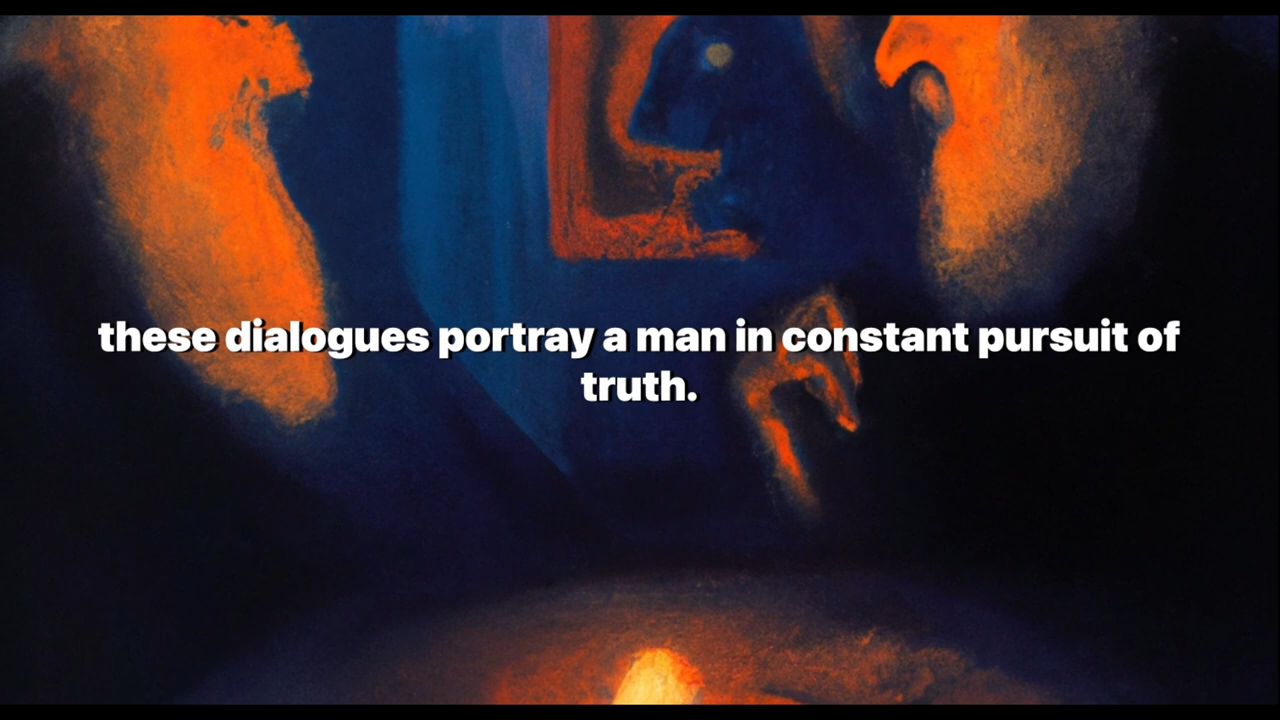 these dialogues portray a man in constant pursuit of
truth.